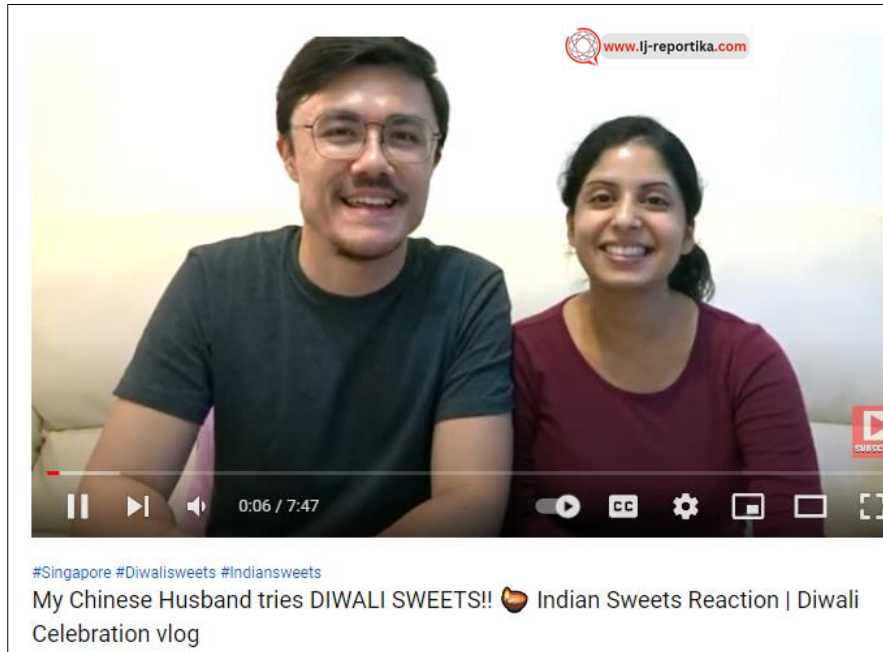 www.lj-reportika.com
SUBSC
0:06 / 7:47
CC
#Singapore #Diwalisweets #Indiansweets
My Chinese Husband tries DIWALI SWEETS!! 🪔 Indian Sweets Reaction | Diwali
Celebration vlog